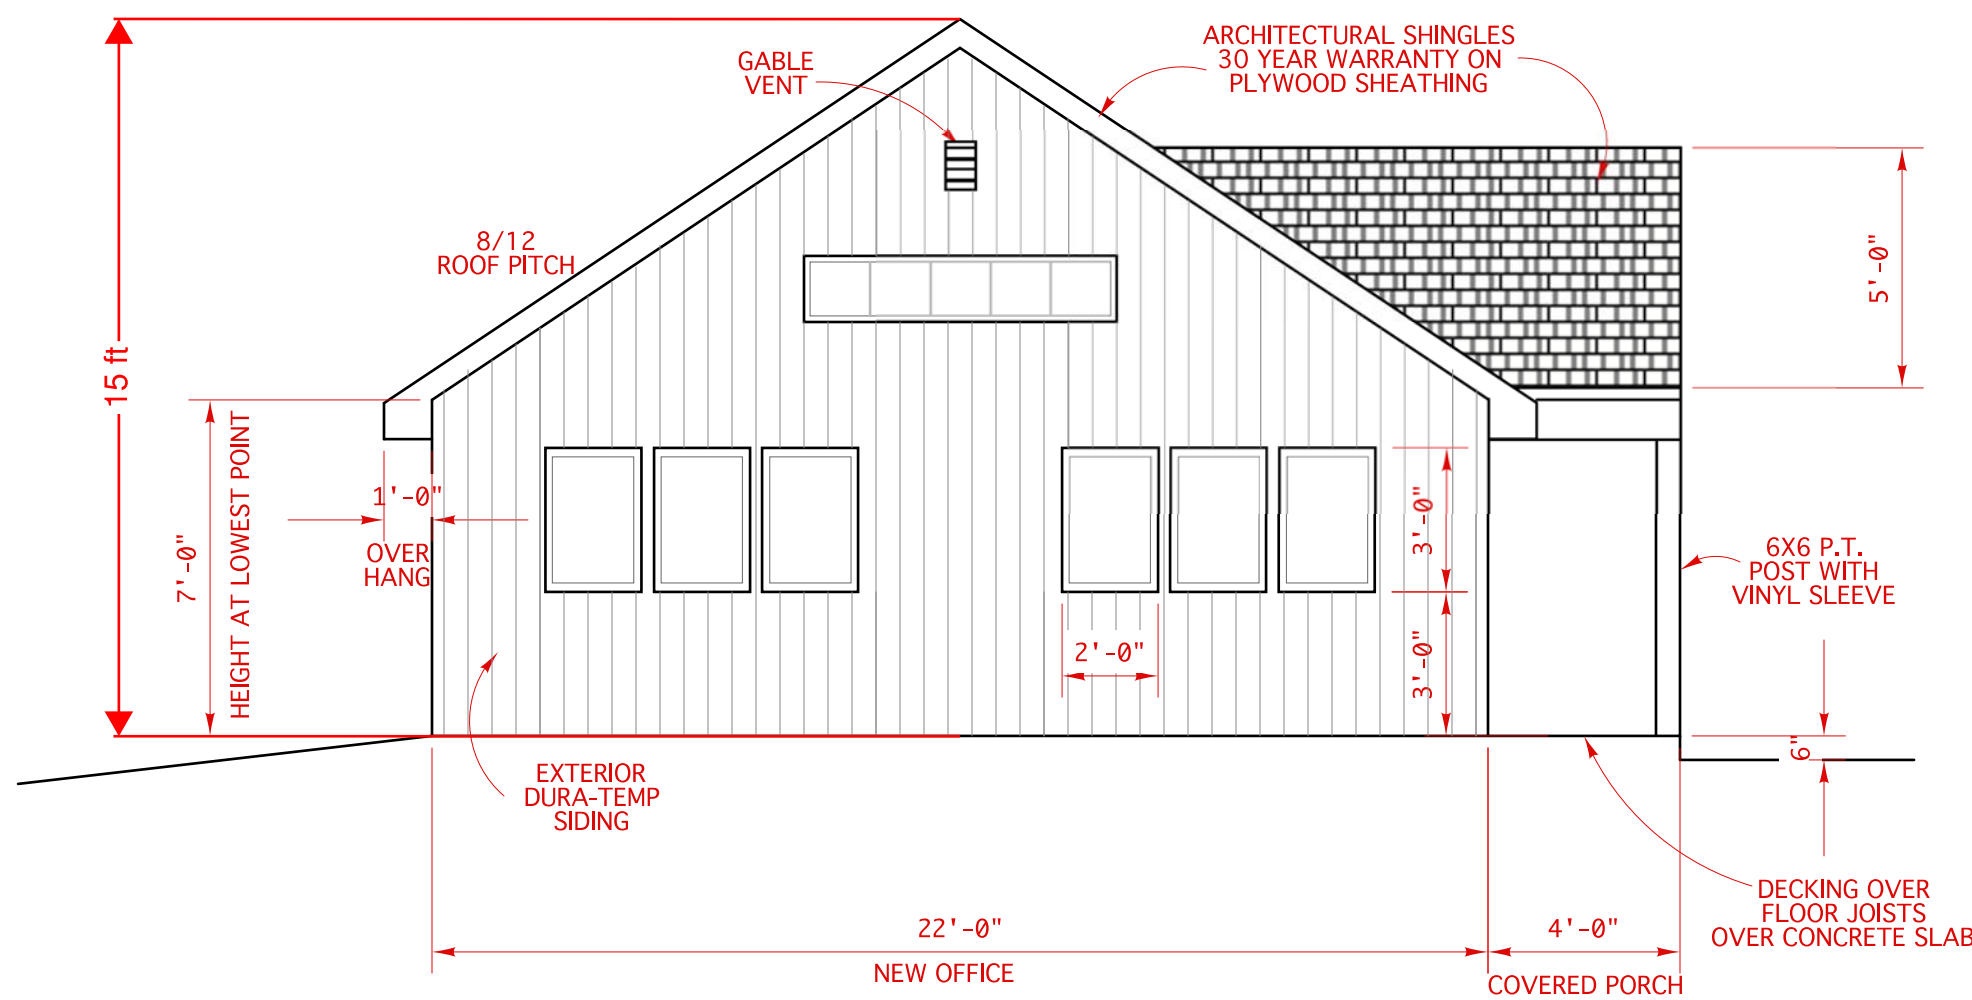 ARCHITECTURAL SHINGLES
30 YEAR WARRANTY ON
PLYWOOD SHEATHING
GABLE
VENT
8/12
ROOF PITCH
5'-0"
15 ft
7'-0"
HEIGHT AT LOWEST POINT
1'-0"
OVER
HANG
3'-0"
3'-0"
2'-0"
6X6 P.T.
POST WITH
VINYL SLEEVE
6"
EXTERIOR
DURA-TEMP
SIDING
DECKING OVER
FLOOR JOISTS
OVER CONCRETE SLAB
22'-0"
NEW OFFICE
4'-0"
COVERED PORCH